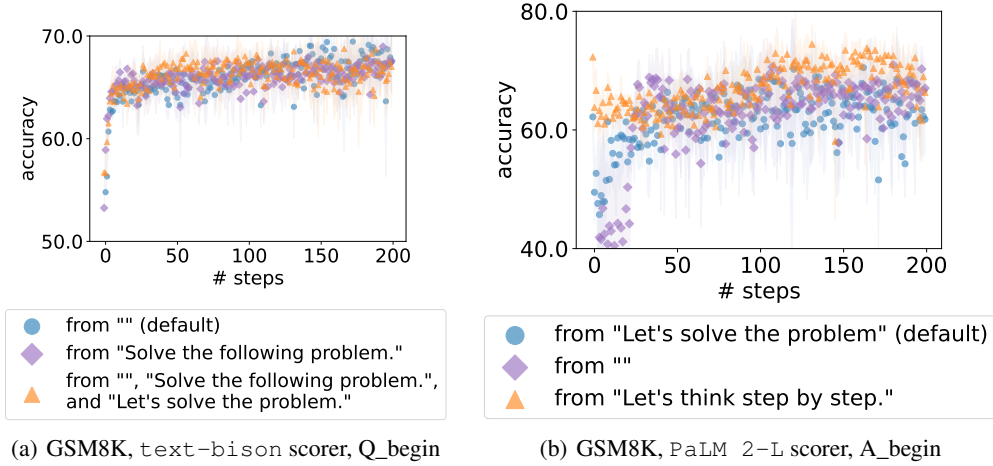 70.0
60.0
50.0
accuracy
0
50
100
150
200
# steps
from "" (default)
from "Solve the following problem."
from "", "Solve the following problem.",
and "Let's solve the problem."
(a) GSM8K, text-bison scorer, Q_begin
80.0
60.0
40.0
accuracy
0
50
100
150
200
# steps
from "Let's solve the problem" (default)
from ""
from "Let's think step by step."
(b) GSM8K, PaLM 2-L scorer, A_begin